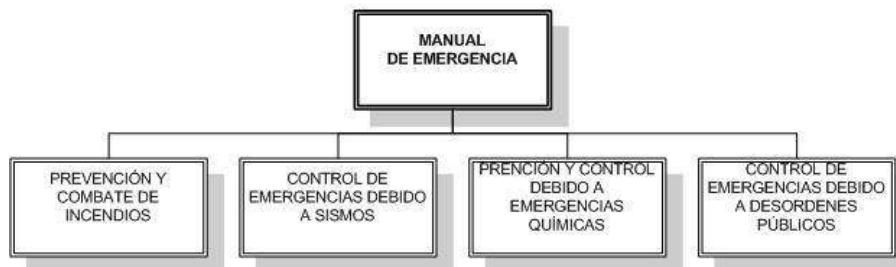 MANUAL
DE EMERGENCIA
PREVENCIÓN Y
COMBATE DE
INCENDIOS
CONTROL DE
EMERGENCIAS DEBIDO
A SISMOS
PRENCIÓN Y CONTROL
DEBIDO A
EMERGENCIAS
QUÍMICAS
CONTROL DE
EMERGENCIAS DEBIDO
A DESORDENES
PÚBLICOS